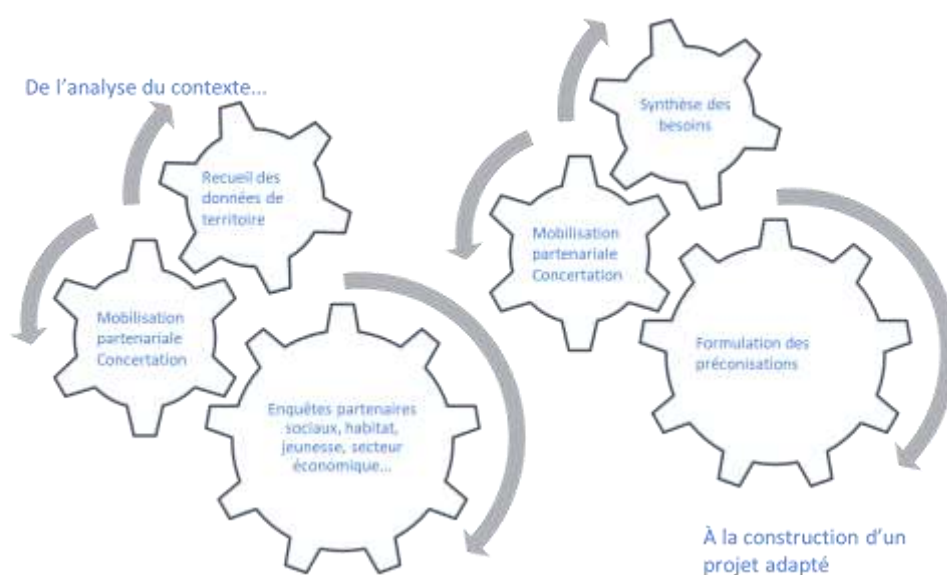 De l'analyse du contexte...
Recueil des
données de
territoire
Mobilisation
partenariale
Concertation
Enquêtes partenaires
sociaux, habitat,
jeunesse, secteur
économique...
Synthèse des
besoins
Mobilisation
partenariale
Concertation
Formulation des
préconisations
À la construction d'un
projet adapté